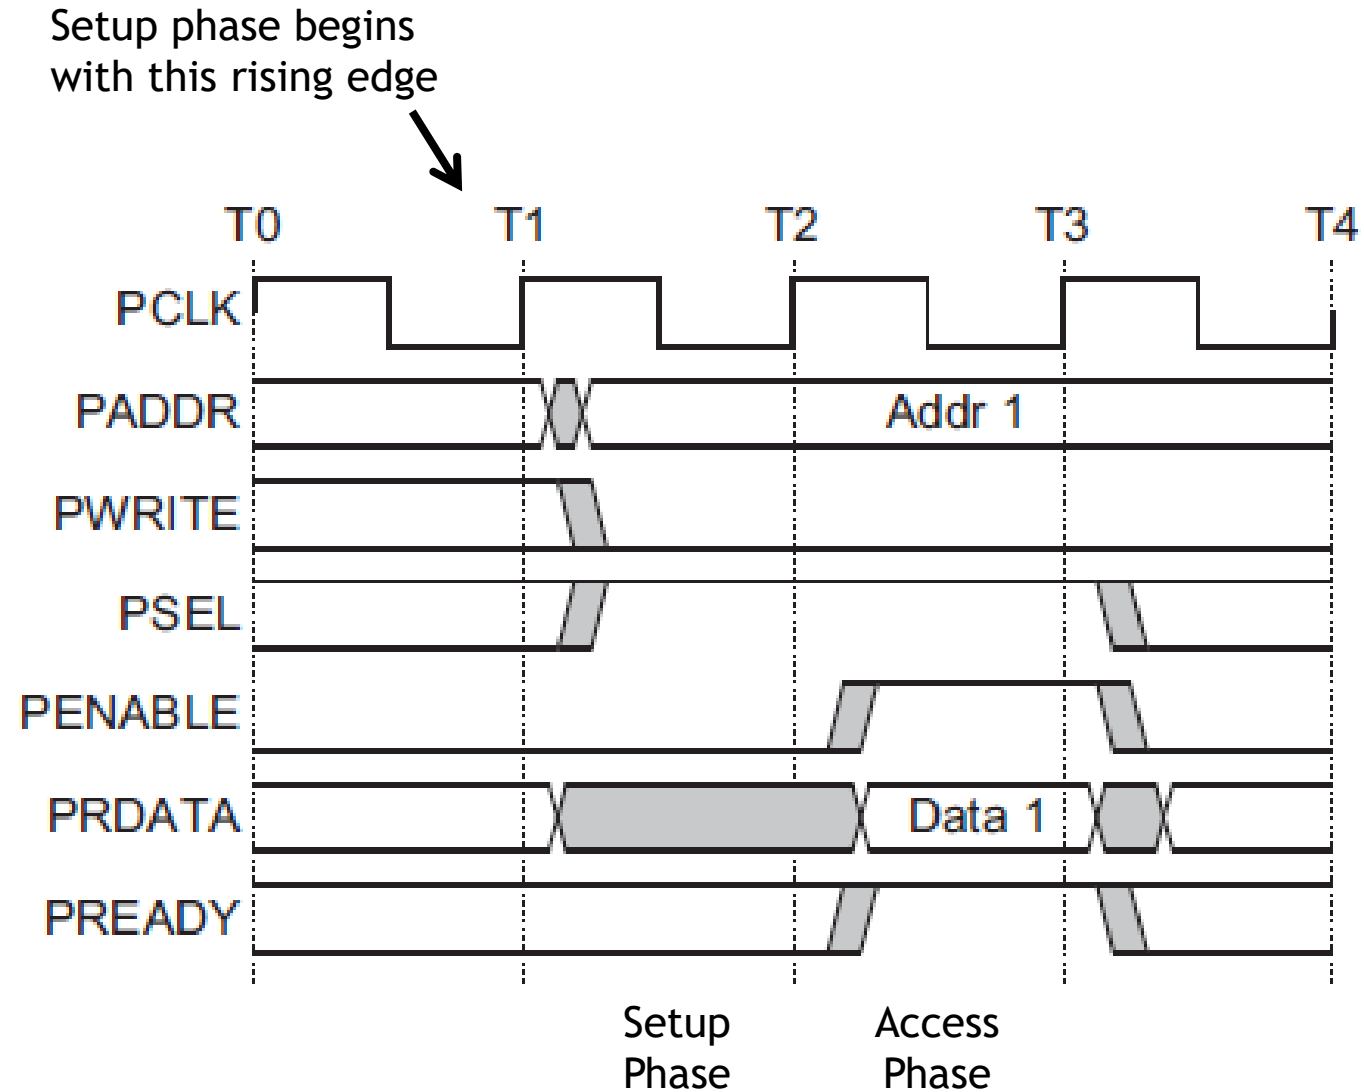 Setup phase begins
with this rising edge
T0 T1 T2 T3 T4
PCLK
PADDR Addr 1
PWRITE
PSEL
PENABLE
PRDATA Data 1
PREADY
Setup Access
Phase Phase